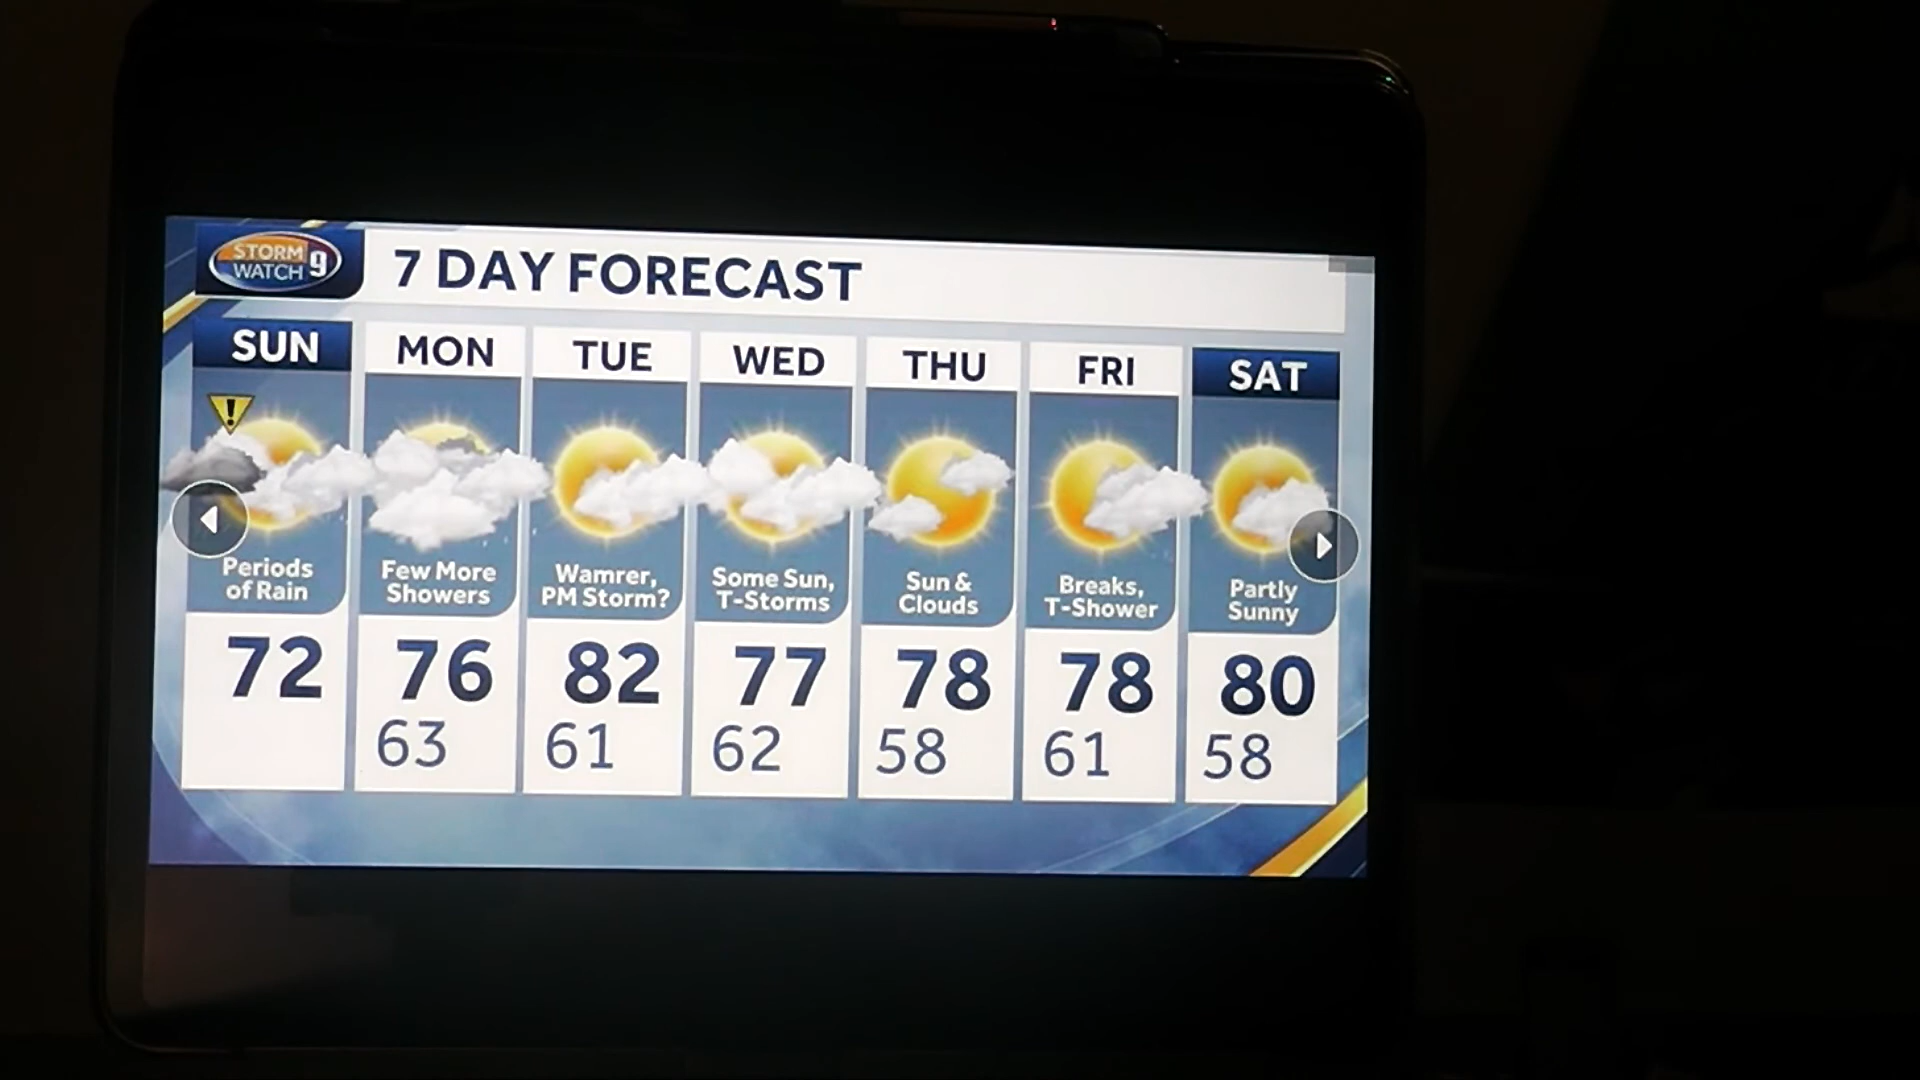 STORM
WATCH 9
7 DAY FORECAST
SUN
MON
TUE
WED
THU
FRI
SAT
!
Periods
of Rain
Few More
Showers
Wamrer,
PM Storm?
Some Sun,
T-Storms
Sun &
Clouds
Breaks,
T-Shower
Partly
Sunny
72
76
82
77
78
78
80
63
61
62
58
61
58